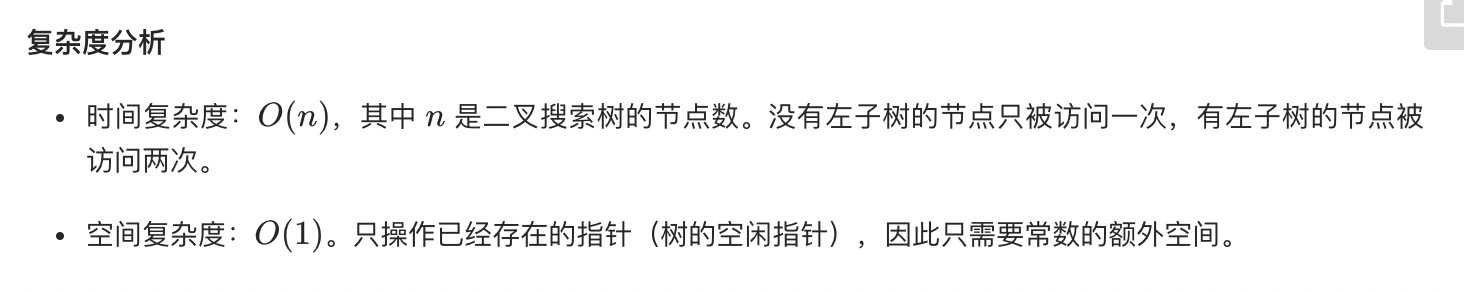 复杂度分析
• 时间复杂度：O(n)，其中 n 是二叉搜索树的节点数。没有左子树的节点只被访问一次，有左子树的节点被
访问两次。
• 空间复杂度：O(1)。只操作已经存在的指针（树的空闲指针），因此只需要常数的额外空间。